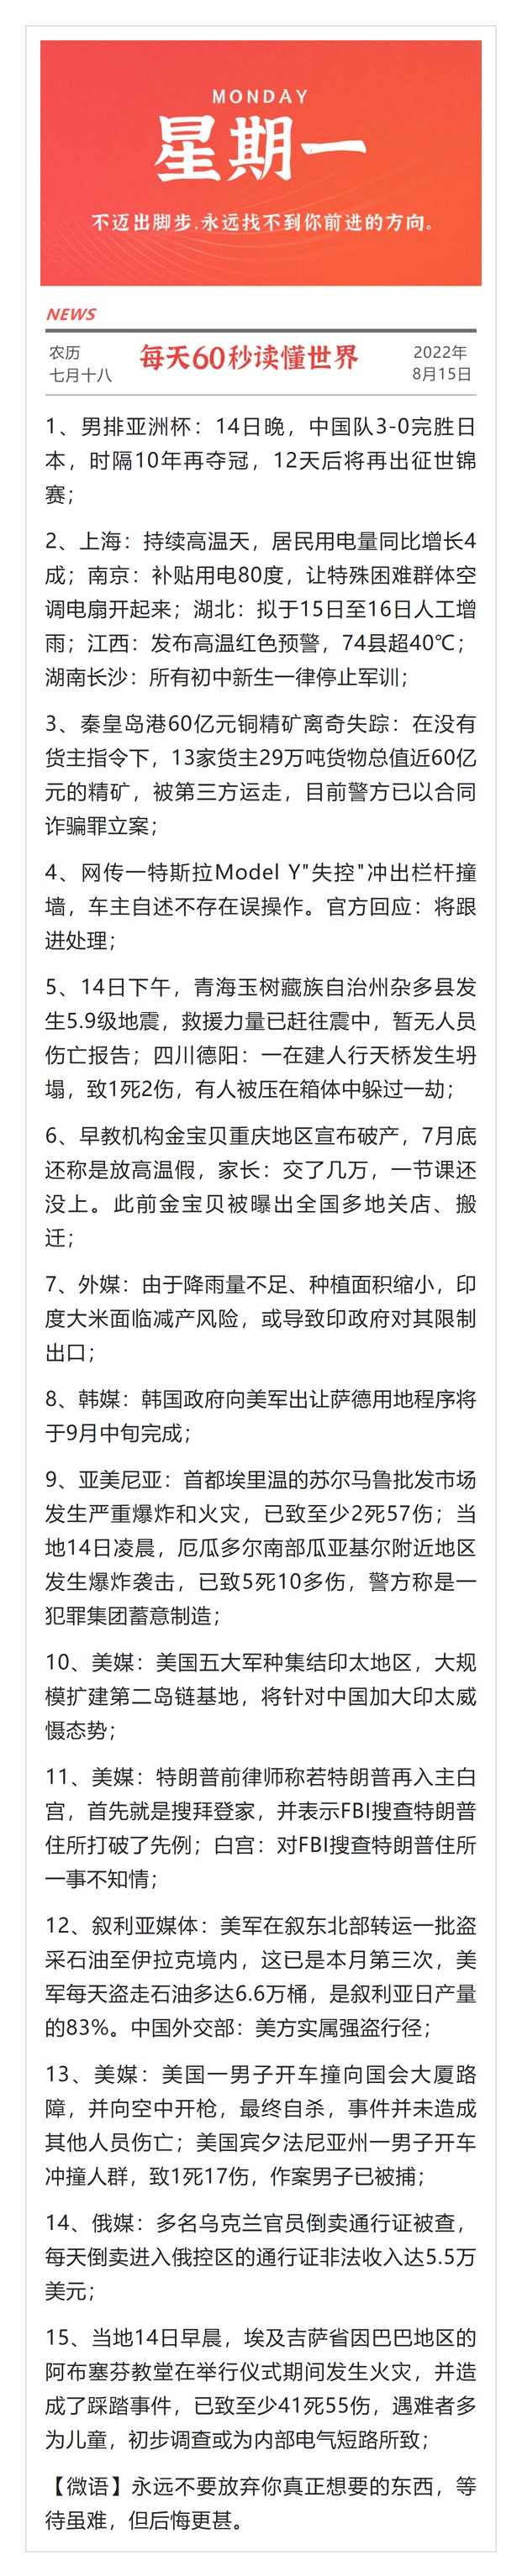 MONDAY
星期一
不迈出脚步,永远找不到你前进的方向。
NEWS
农历
七月十八
每天60秒读懂世界
2022年
8月15日
1、男排亚洲杯：14日晚，中国队3-0完胜日
本，时隔10年再夺冠，12天后将再出征世锦
赛；
2、上海：持续高温天，居民用电量同比增长4
成；南京：补贴用电80度，让特殊困难群体空
调电扇开起来；湖北：拟于15日至16日人工增
雨；江西：发布高温红色预警，74县超40℃；
湖南长沙：所有初中新生一律停止军训；
3、秦皇岛港60亿元铜精矿离奇失踪：在没有
货主指令下，13家货主29万吨货物总值近60亿
元的精矿，被第三方运走，目前警方已以合同
诈骗罪立案；
4、网传一特斯拉Model Y"失控"冲出栏杆撞
墙，车主自述不存在误操作。官方回应：将跟
进处理；
5、14日下午，青海玉树藏族自治州杂多县发
生5.9级地震，救援力量已赶往震中，暂无人员
伤亡报告；四川德阳：一在建人行天桥发生坍
塌，致1死2伤，有人被压在箱体中躲过一劫；
6、早教机构金宝贝重庆地区宣布破产，7月底
还称是放高温假，家长：交了几万，一节课还
没上。此前金宝贝被曝出全国多地关店、搬
迁；
7、外媒：由于降雨量不足、种植面积缩小，印
度大米面临减产风险，或导致印政府对其限制
出口；
8、韩媒：韩国政府向美军出让萨德用地程序将
于9月中旬完成；
9、亚美尼亚：首都埃里温的苏尔马鲁批发市场
发生严重爆炸和火灾，已致至少2死57伤；当
地14日凌晨，厄瓜多尔南部瓜亚基尔附近地区
发生爆炸袭击，已致5死10多伤，警方称是一
犯罪集团蓄意制造；
10、美媒：美国五大军种集结印太地区，大规
模扩建第二岛链基地，将针对中国加大印太威
慑态势；
11、美媒：特朗普前律师称若特朗普再入主白
宫，首先就是搜拜登家，并表示FBI搜查特朗普
住所打破了先例；白宫：对FBI搜查特朗普住所
一事不知情；
12、叙利亚媒体：美军在叙东北部转运一批盗
采石油至伊拉克境内，这已是本月第三次，美
军每天盗走石油多达6.6万桶，是叙利亚日产量
的83%。中国外交部：美方实属强盗行径；
13、美媒：美国一男子开车撞向国会大厦路
障，并向空中开枪，最终自杀，事件并未造成
其他人员伤亡；美国宾夕法尼亚州一男子开车
冲撞人群，致1死17伤，作案男子已被捕；
14、俄媒：多名乌克兰官员倒卖通行证被查，
每天倒卖进入俄控区的通行证非法收入达5.5万
美元；
15、当地14日早晨，埃及吉萨省因巴巴地区的
阿布塞芬教堂在举行仪式期间发生火灾，并造
成了踩踏事件，已致至少41死55伤，遇难者多
为儿童，初步调查或为内部电气短路所致；
【微语】永远不要放弃你真正想要的东西，等
待虽难，但后悔更甚。